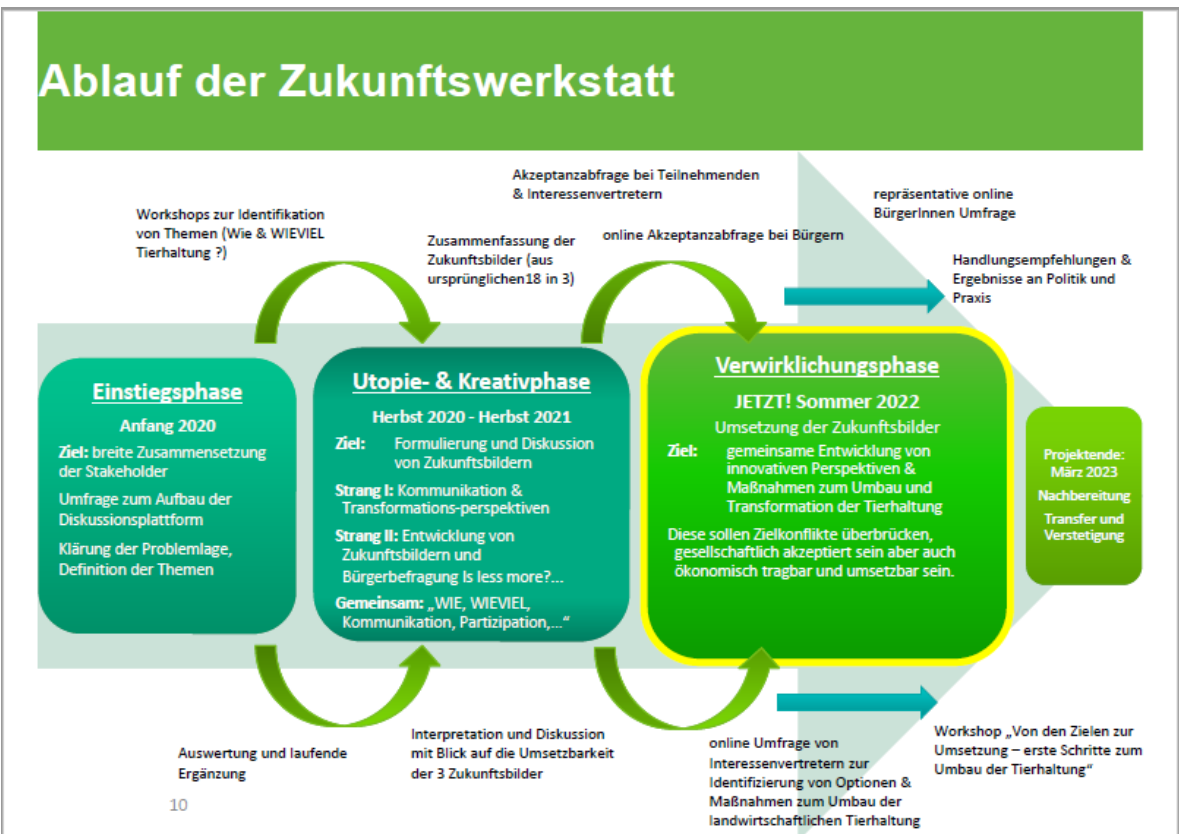 Ablauf der Zukunftswerkstatt
Akzeptanzabfrage bei Teilnehmenden
& Interessenvertretern
Workshops zur Identifikation
von Themen (Wie & WIEVIEL
Tierhaltung ?)
Zusammenfassung der
Zukunftsbilder (aus
ursprünglichen18 in 3)
online Akzeptanzabfrage bei Bürgern
repräsentative online
BürgerInnen Umfrage
Handlungsempfehlungen &
Ergebnisse an Politik und
Praxis
Einstiegsphase
Anfang 2020
Ziel: breite Zusammensetzung
der Stakeholder
Umfrage zum Aufbau der
Diskussionsplattform
Klärung der Problemlage,
Definition der Themen
Utopie- & Kreativphase
Herbst 2020 - Herbst 2021
Ziel: Formulierung und Diskussion
von Zukunftsbildern
Strang I: Kommunikation &
Transformations-perspektiven
Strang II: Entwicklung von
Zukunftsbildern und
Bürgerbefragung Is less more?...
Gemeinsam: „WIE, WIEVIEL,
Kommunikation, Partizipation,...“
Verwirklichungsphase
JETZT! Sommer 2022
Umsetzung der Zukunftsbilder
Ziel: gemeinsame Entwicklung von
innovativen Perspektiven &
Maßnahmen zum Umbau und
Transformation der Tierhaltung
Diese sollen Zielkonflikte überbrücken,
gesellschaftlich akzeptiert sein aber auch
ökonomisch tragbar und umsetzbar sein.
Projektende:
März 2023
Nachbereitung
Transfer und
Verstetigung
Auswertung und laufende
Ergänzung
Interpretation und Diskussion
mit Blick auf die Umsetzbarkeit
der 3 Zukunftsbilder
online Umfrage von
Interessenvertretern zur
Identifizierung von Optionen &
Maßnahmen zum Umbau der
landwirtschaftlichen Tierhaltung
Workshop „Von den Zielen zur
Umsetzung – erste Schritte zum
Umbau der Tierhaltung“
10